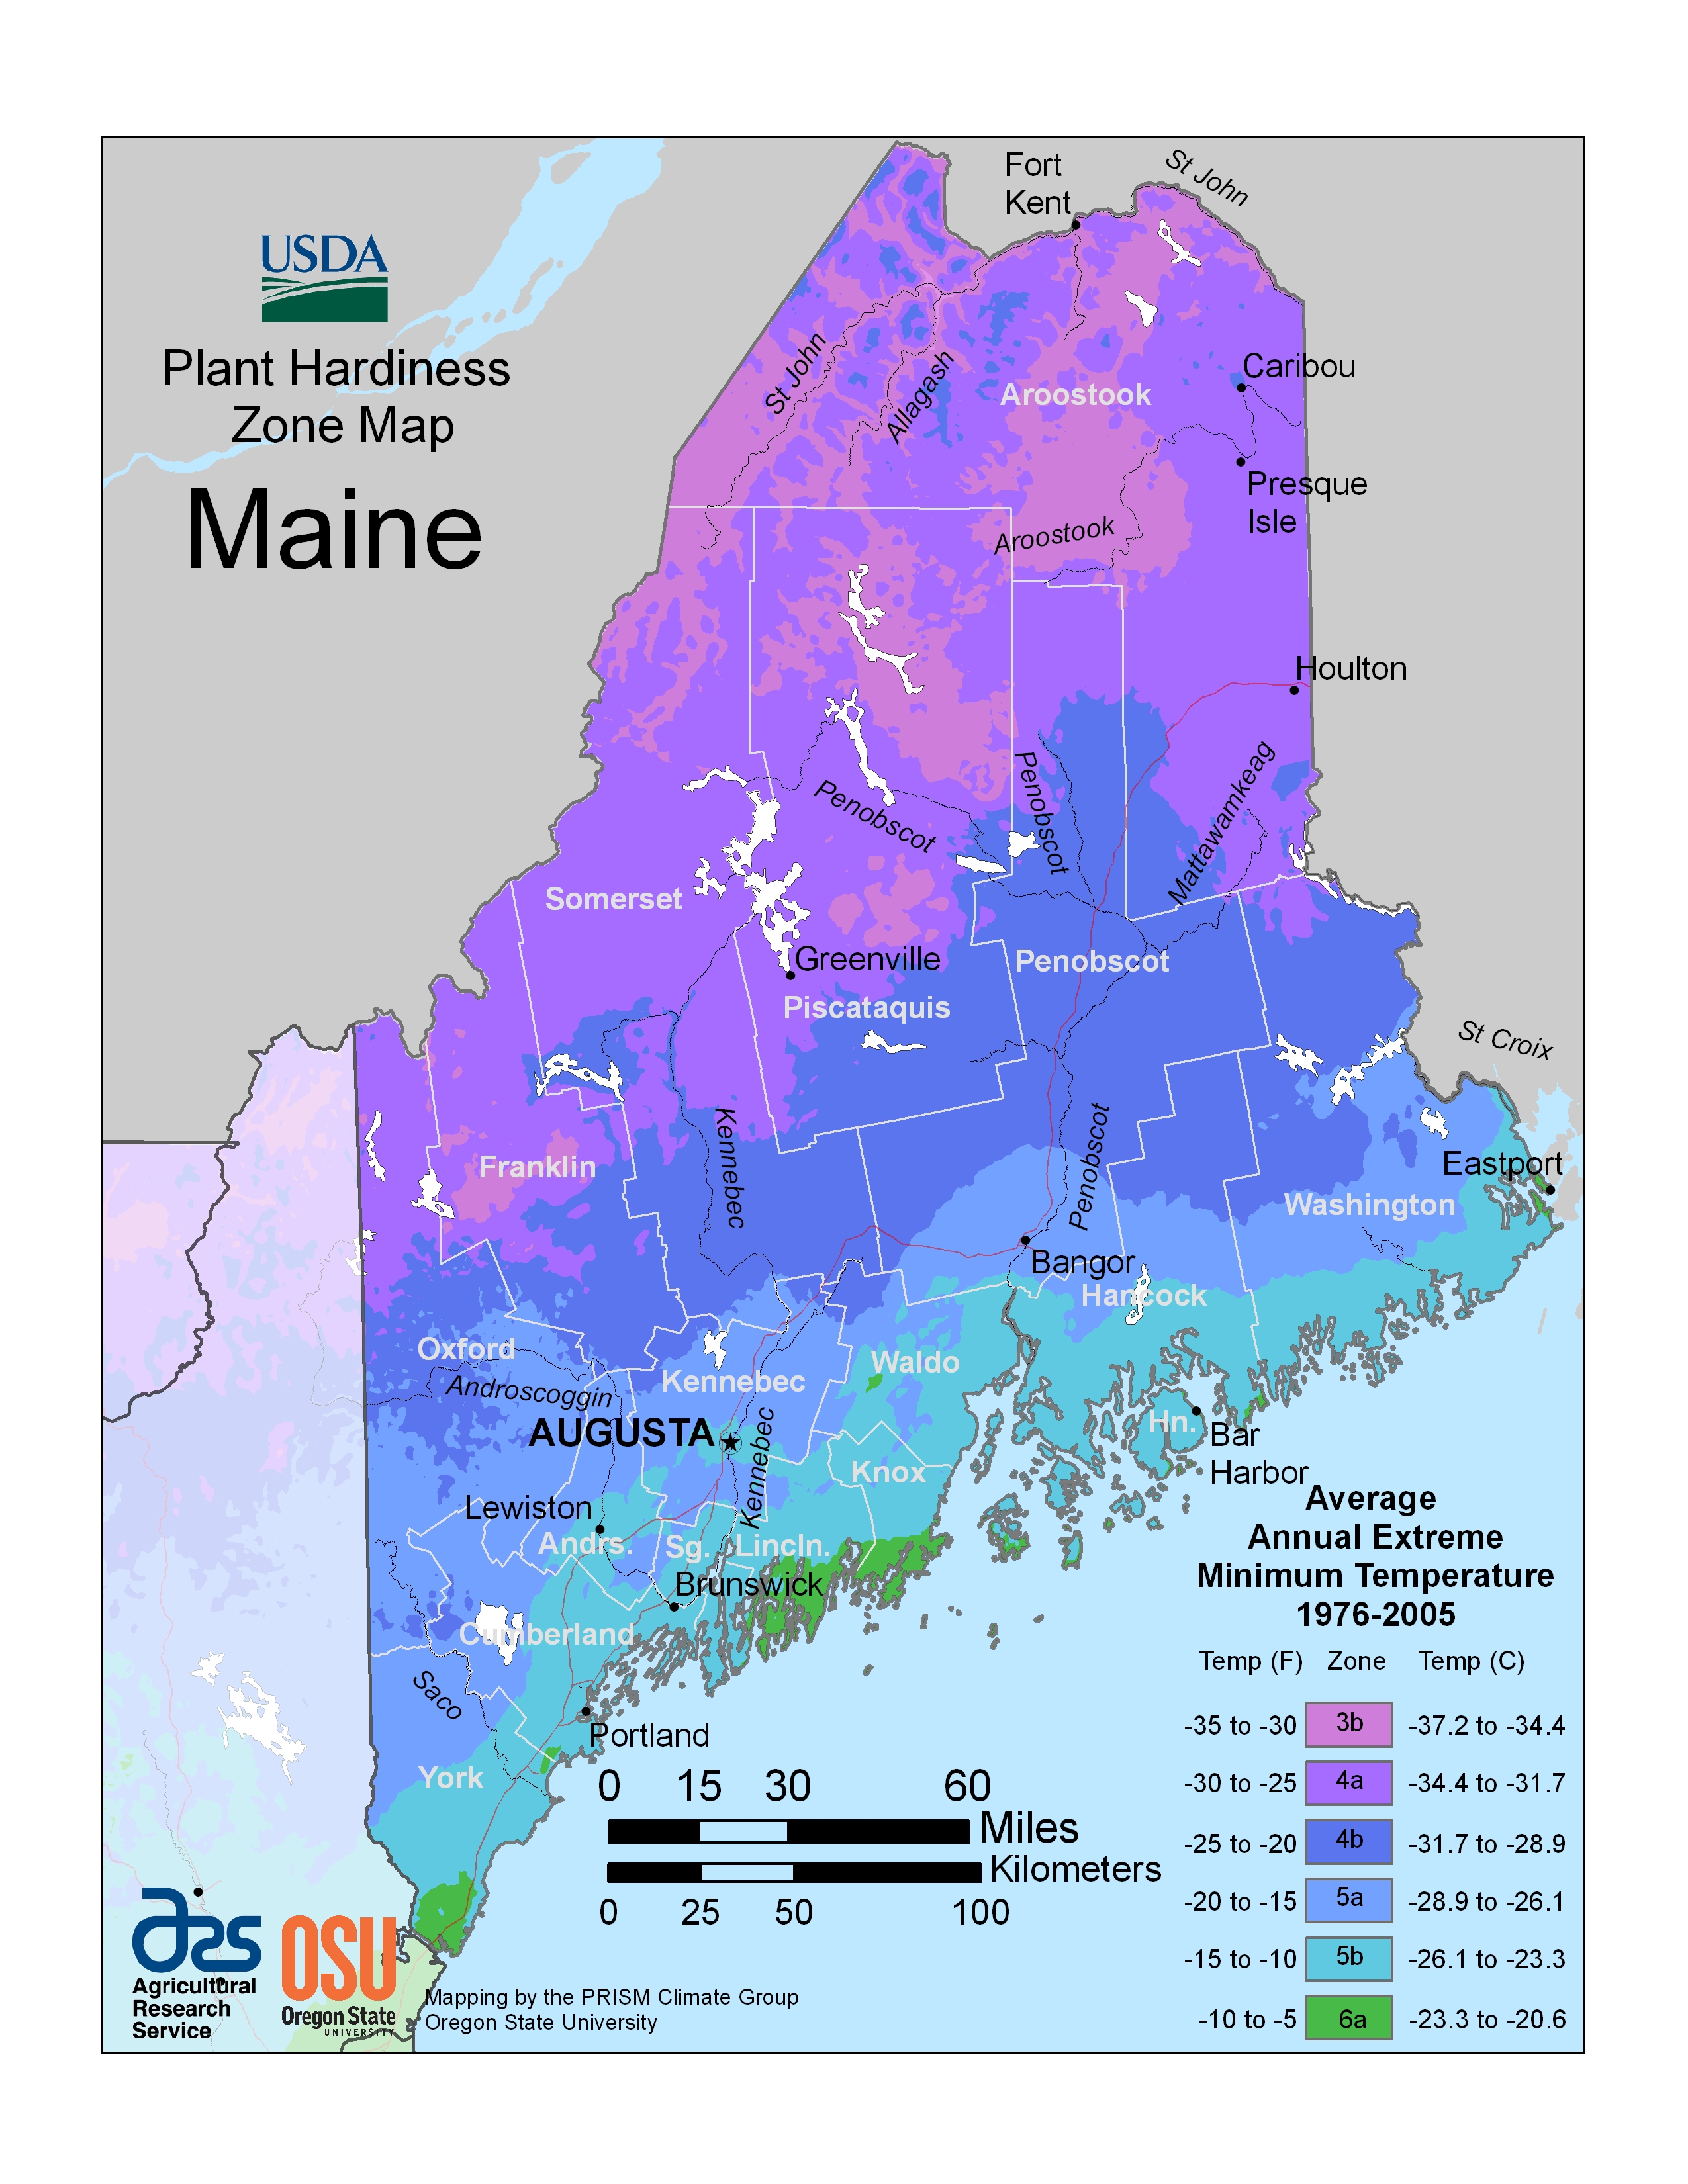 USDA
Plant Hardiness
Zone Map
Maine
Fort
Kent
St John
Caribou
St John
Allagash
Aroostook
Presque
Isle
Aroostook
Houlton
Penobscot
Penobscot
Mattawamkeag
Somerset
Greenville
Penobscot
Piscataquis
St Croix
Kennebec
Penobscot
Franklin
Eastport
Washington
Bangor
Hancock
Oxford
Waldo
Kennebec
Androscoggin
AUGUSTA
Kennebec
Hn.
Bar
Harbor
Knox
Lewiston
Andrs.
Sg.
Lincln.
Brunswick
Cumberland
Saco
Portland
York
Average
Annual Extreme
Minimum Temperature
1976-2005
Temp (F) Zone Temp (C)
-35 to -30 3b -37.2 to -34.4
-30 to -25 4a -34.4 to -31.7
-25 to -20 4b -31.7 to -28.9
-20 to -15 5a -28.9 to -26.1
-15 to -10 5b -26.1 to -23.3
-10 to -5 6a -23.3 to -20.6
0 15 30 60
Miles
Kilometers
0 25 50 100
ars
Agricultural
Research
Service
OSU
Oregon State
UNIVERSITY
Mapping by the PRISM Climate Group
Oregon State University